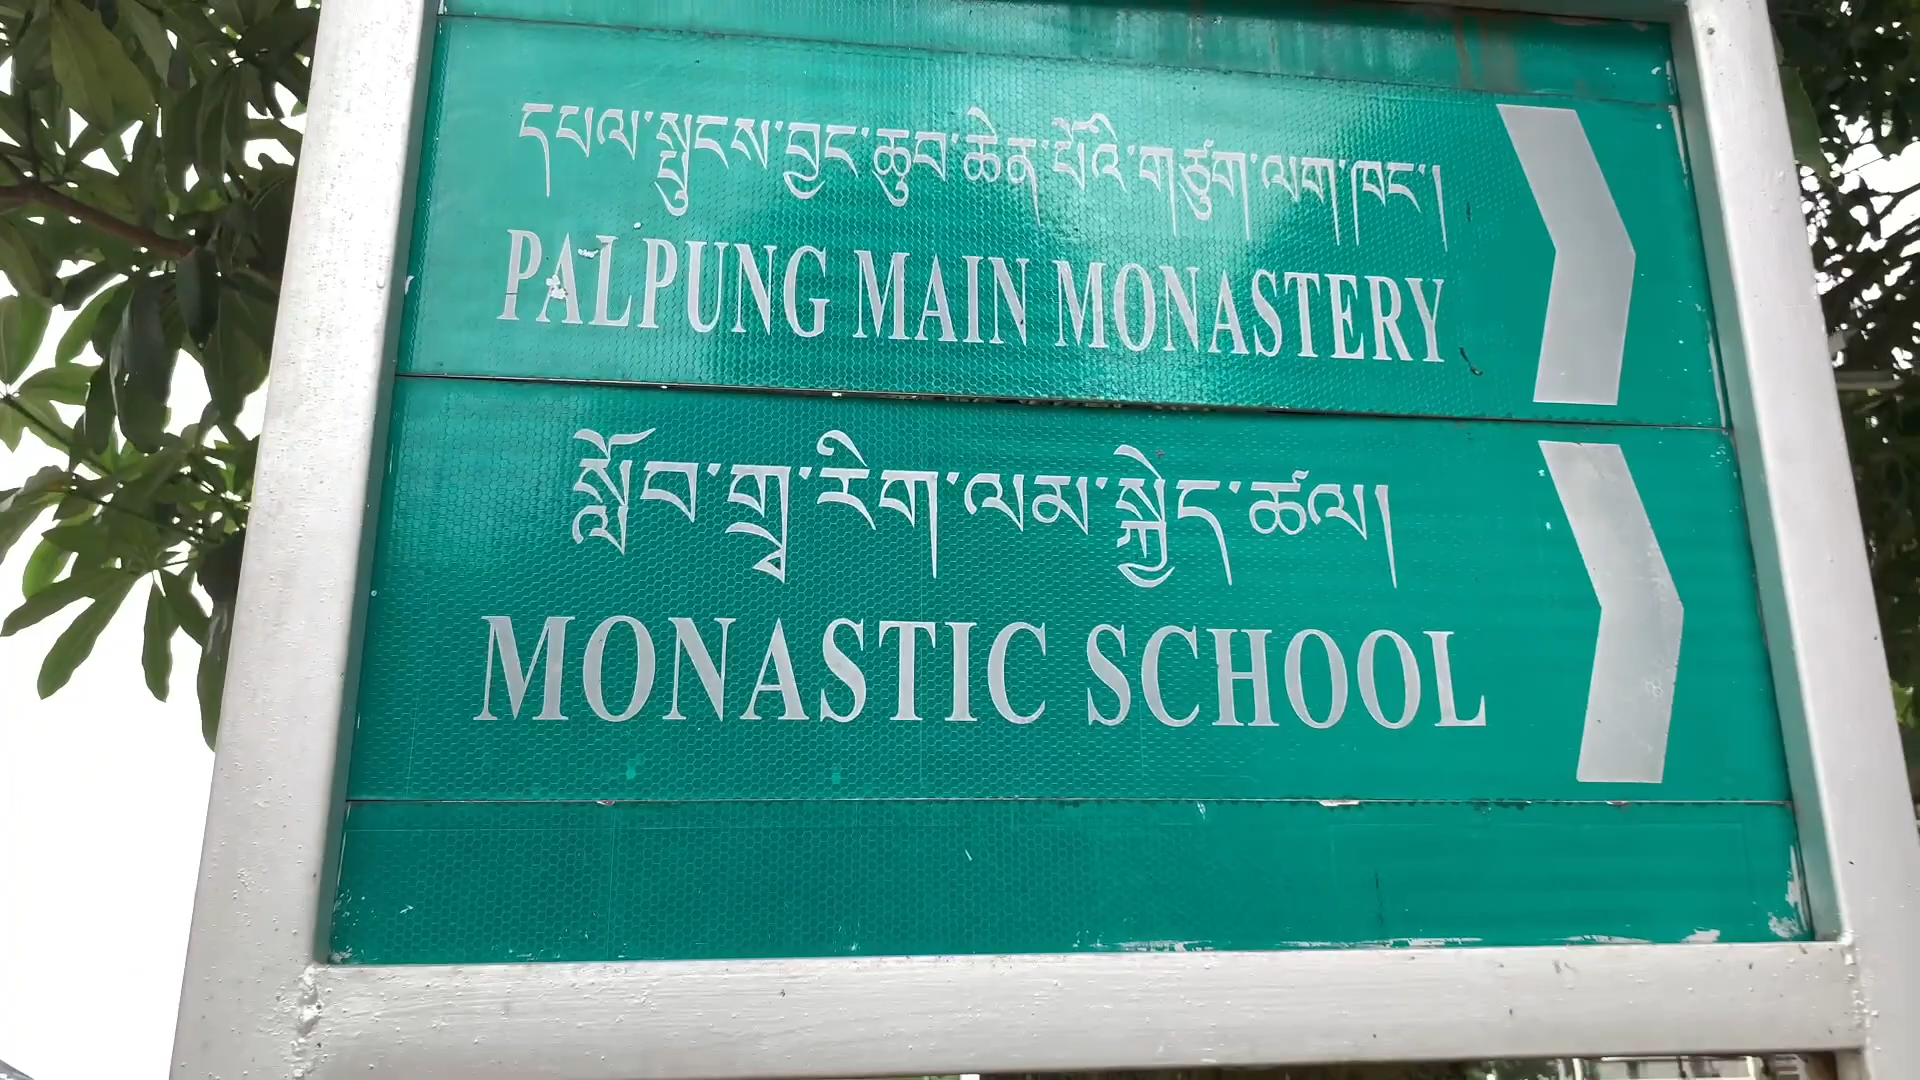 དཔལ་སྤུངས་བྱང་ཆུབ་ཆེན་པོའི་གཙུག་ལག་ཁང་།
PALPUNG MAIN MONASTERY
སློབ་གྲྭ་རིག་ལམ་སྐྱེད་ཚལ།
MONASTIC SCHOOL